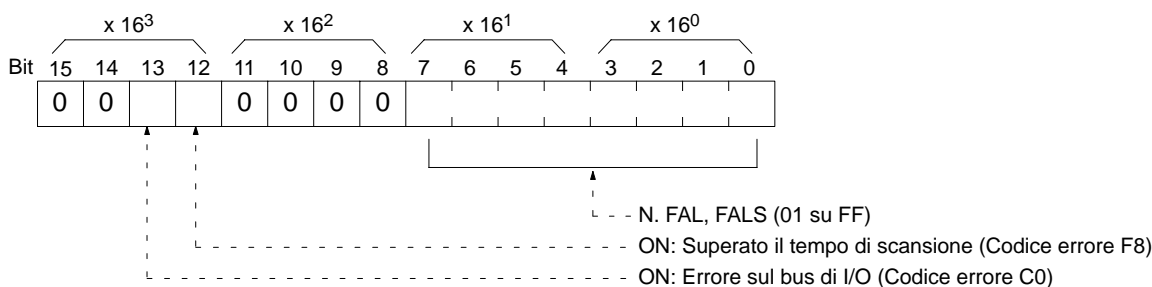 x 16³ x 16² x 16¹ x 16⁰
Bit 15 14 13 12 11 10 9 8 7 6 5 4 3 2 1 0
0 0 0 0 0 0
N. FAL, FALS (01 su FF)
ON: Superato il tempo di scansione (Codice errore F8)
ON: Errore sul bus di I/O (Codice errore C0)